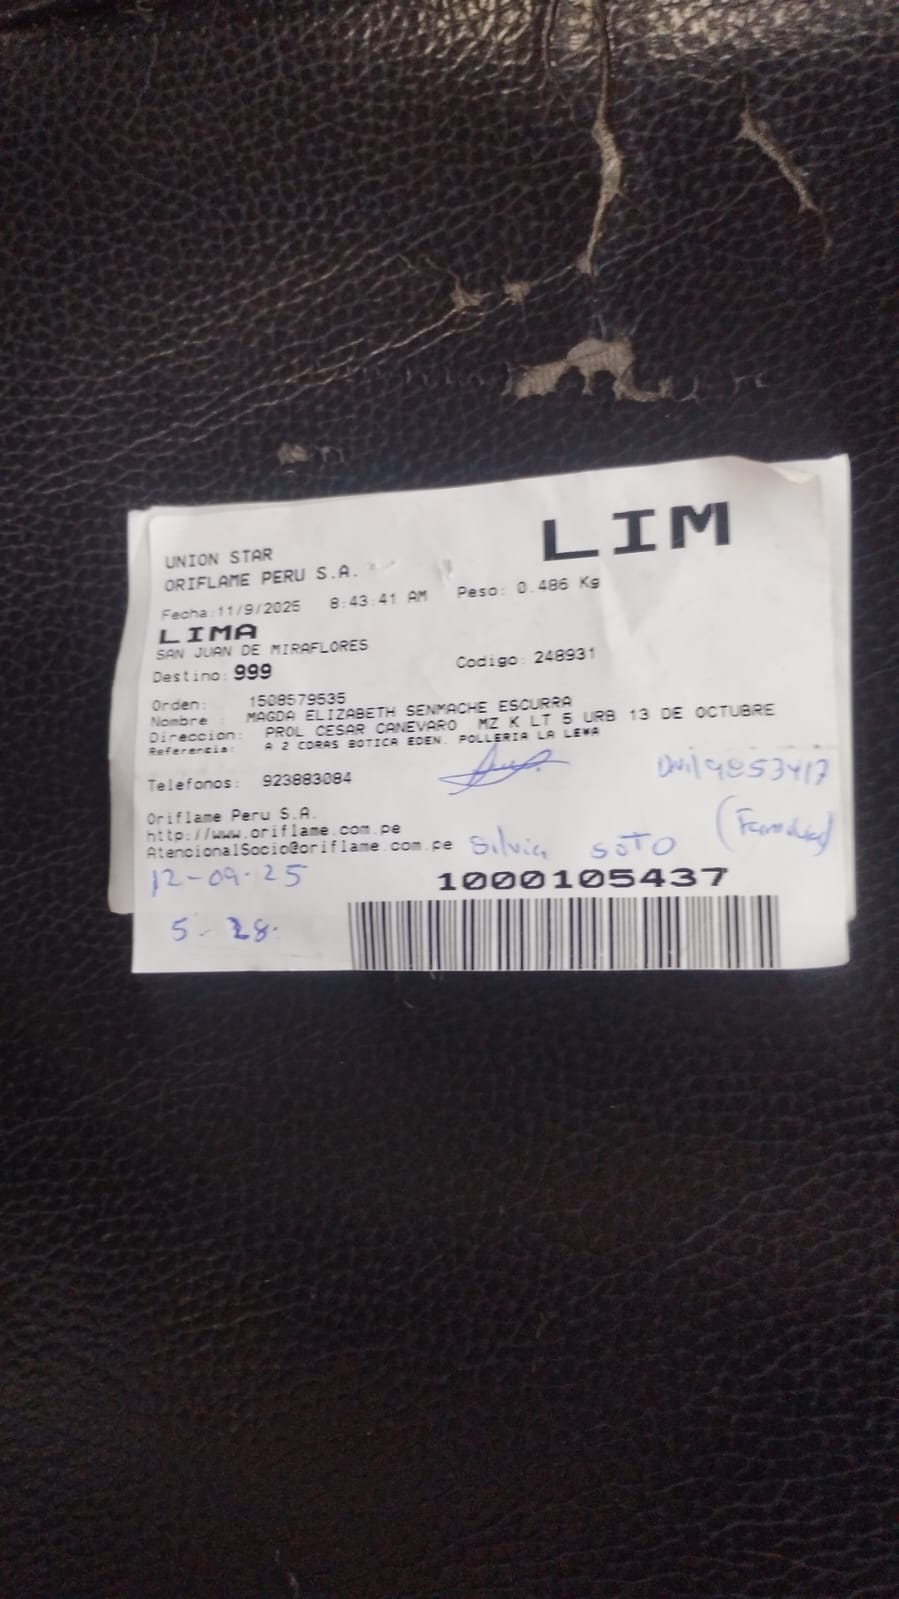 LIM
UNION STAR
ORIFLAME PERU S.A.
Fecha:11/9/2025 8:43:41 AM Peso: 0.486 Kg
LIMA
SAN JUAN DE MIRAFLORES
Destino: 999 Codigo: 248931
Orden: 1508579535
Nombre : MAGDA ELIZABETH SENMACHE ESCURRA
Direccion: PROL CESAR CANEVARO MZ K LT 5 URB 13 DE OCTUBRE
Referencia: A 2 CDRAS BOTICA EDEN. POLLERIA LA LEÑA
Telefonos: 923883084
Oriflame Peru S.A.
http://www.oriflame.com.pe
AtencionalSocio@oriflame.com.pe
Silvia SOTO
12-09-25
1000105437